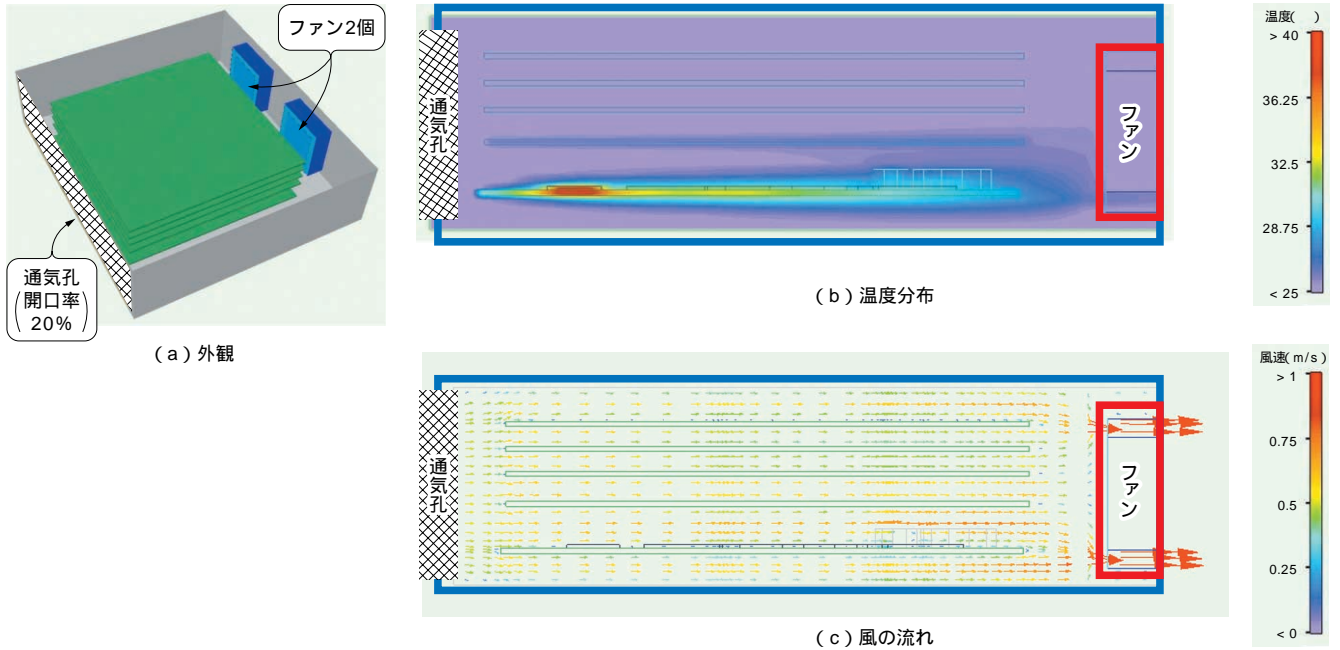 ファン2個
通気孔
開口率
20%
(a)外観
通気孔
ファン
(b)温度分布
温度( )
> 40
36.25
32.5
28.75
< 25
通気孔
ファン
(c)風の流れ
風速(m/s)
> 1
0.75
0.5
0.25
< 0